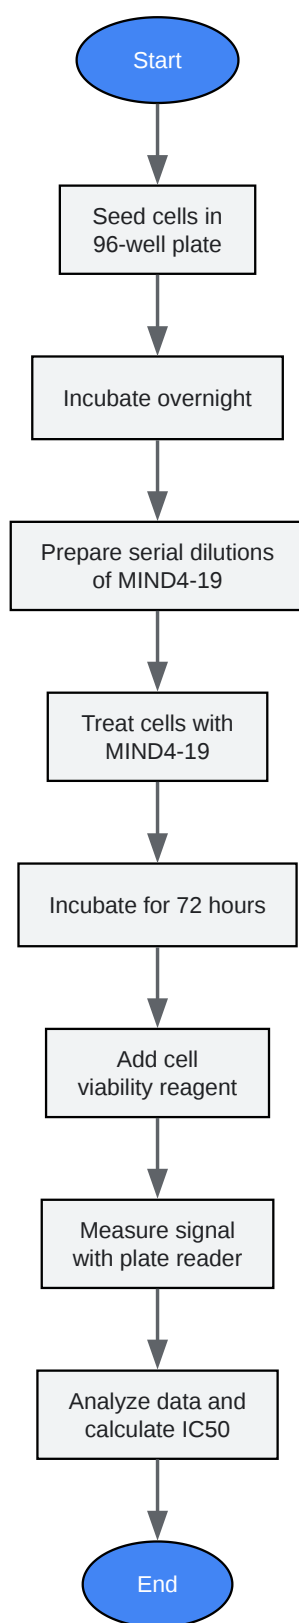 Start
Seed cells in
96-well plate
Incubate overnight
Prepare serial dilutions
of MIND4-19
Treat cells with
MIND4-19
Incubate for 72 hours
Add cell
viability reagent
Measure signal
with plate reader
Analyze data and
calculate IC50
End